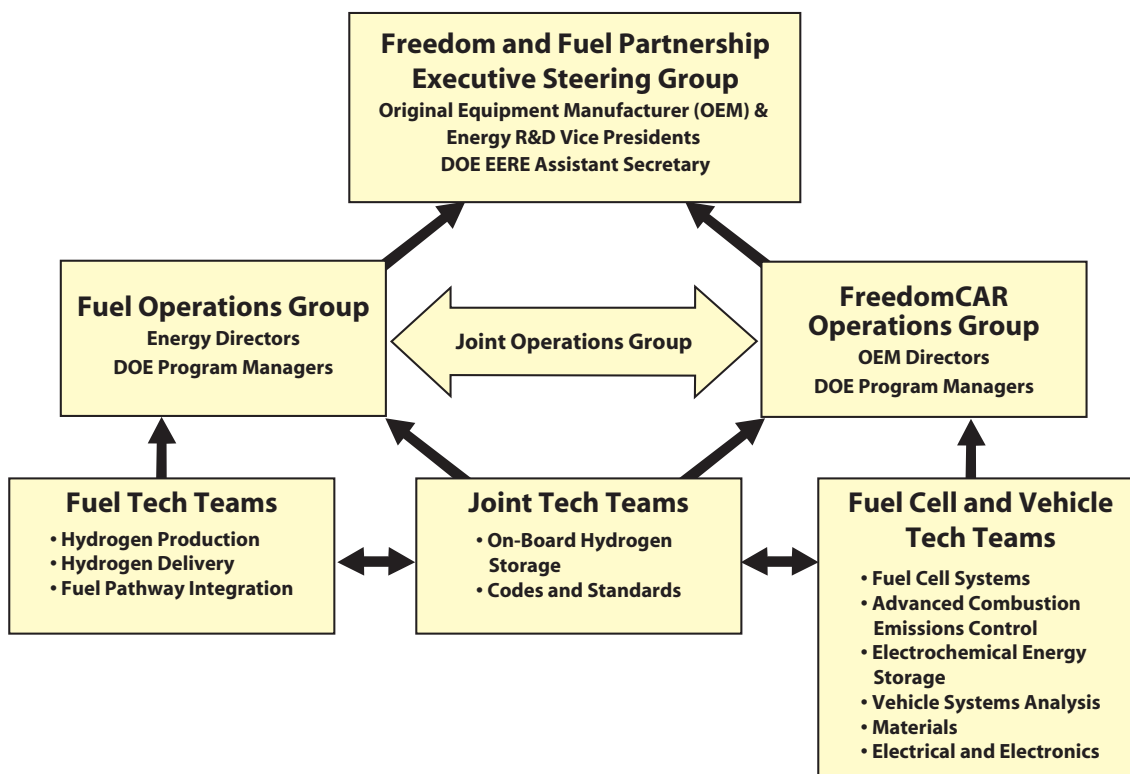 Freedom and Fuel Partnership
Executive Steering Group
Original Equipment Manufacturer (OEM) &
Energy R&D Vice Presidents
DOE EERE Assistant Secretary
Fuel Operations Group
Energy Directors
DOE Program Managers
Joint Operations Group
FreedomCAR
Operations Group
OEM Directors
DOE Program Managers
Fuel Tech Teams
• Hydrogen Production
• Hydrogen Delivery
• Fuel Pathway Integration
Joint Tech Teams
• On-Board Hydrogen
Storage
• Codes and Standards
Fuel Cell and Vehicle
Tech Teams
• Fuel Cell Systems
• Advanced Combustion
Emissions Control
• Electrochemical Energy
Storage
• Vehicle Systems Analysis
• Materials
• Electrical and Electronics